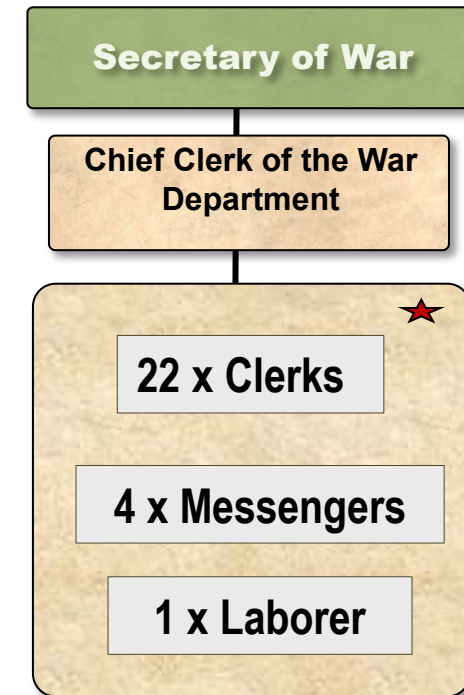 Secretary of War
Chief Clerk of the War
Department
22 x Clerks
4 x Messengers
1 x Laborer